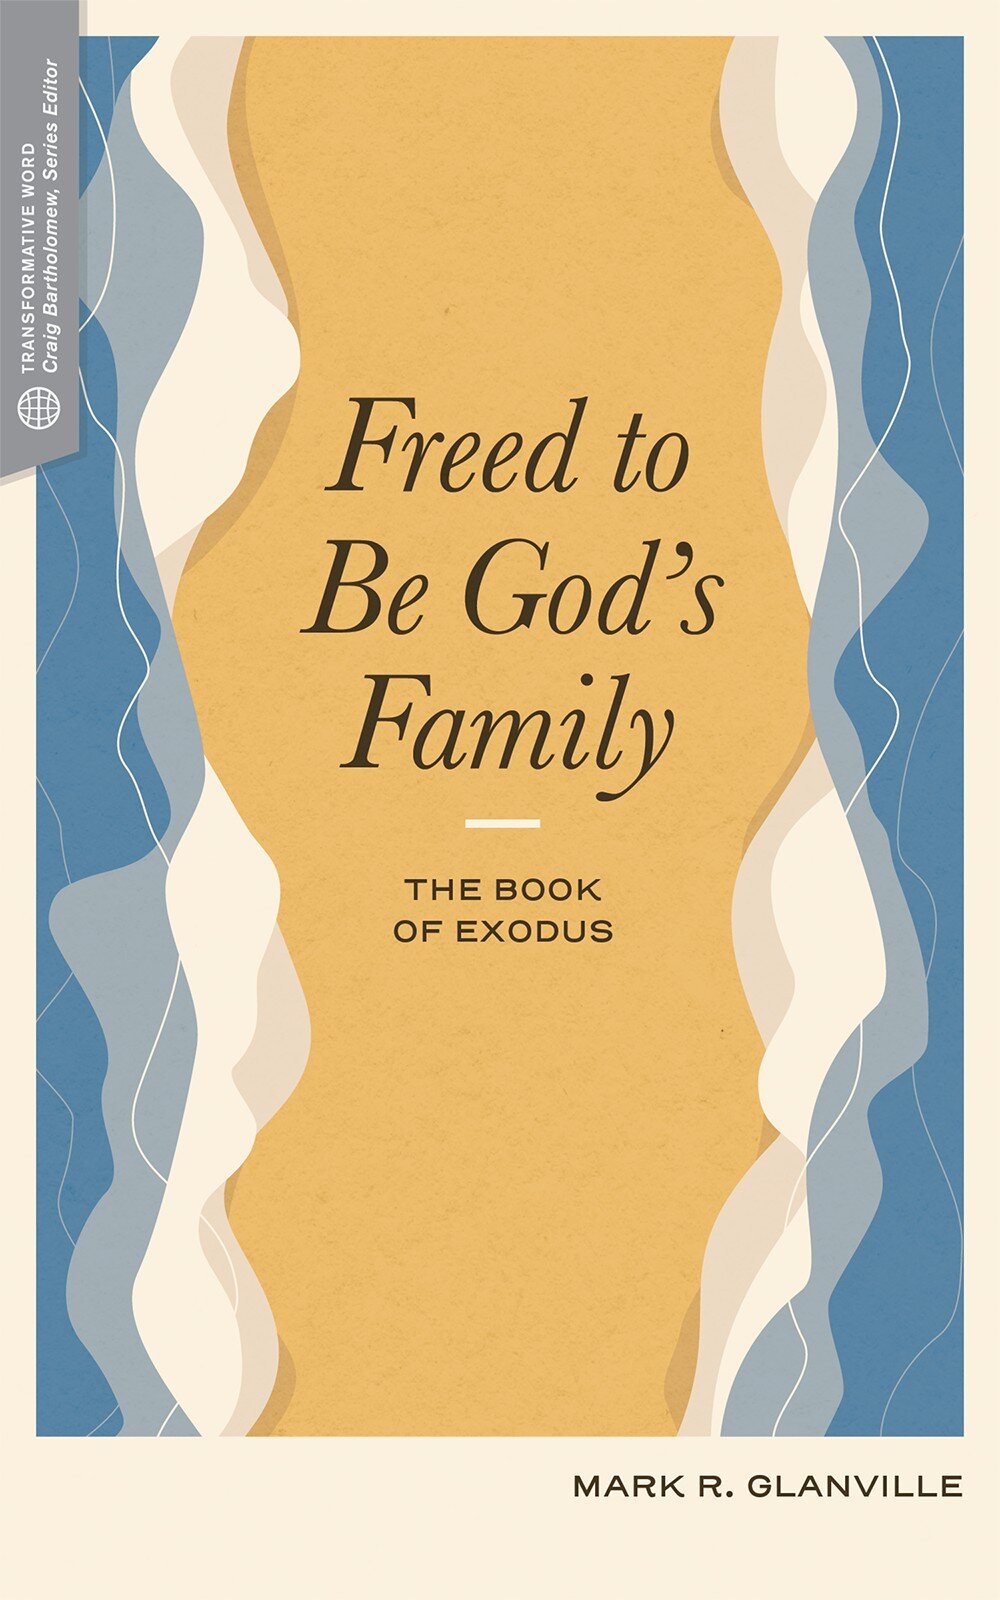 TRANSFORMATIVE WORD
Craig Bartholomew, Series Editor
Freed to
Be God’s
Family
THE BOOK
OF EXODUS
MARK R. GLANVILLE